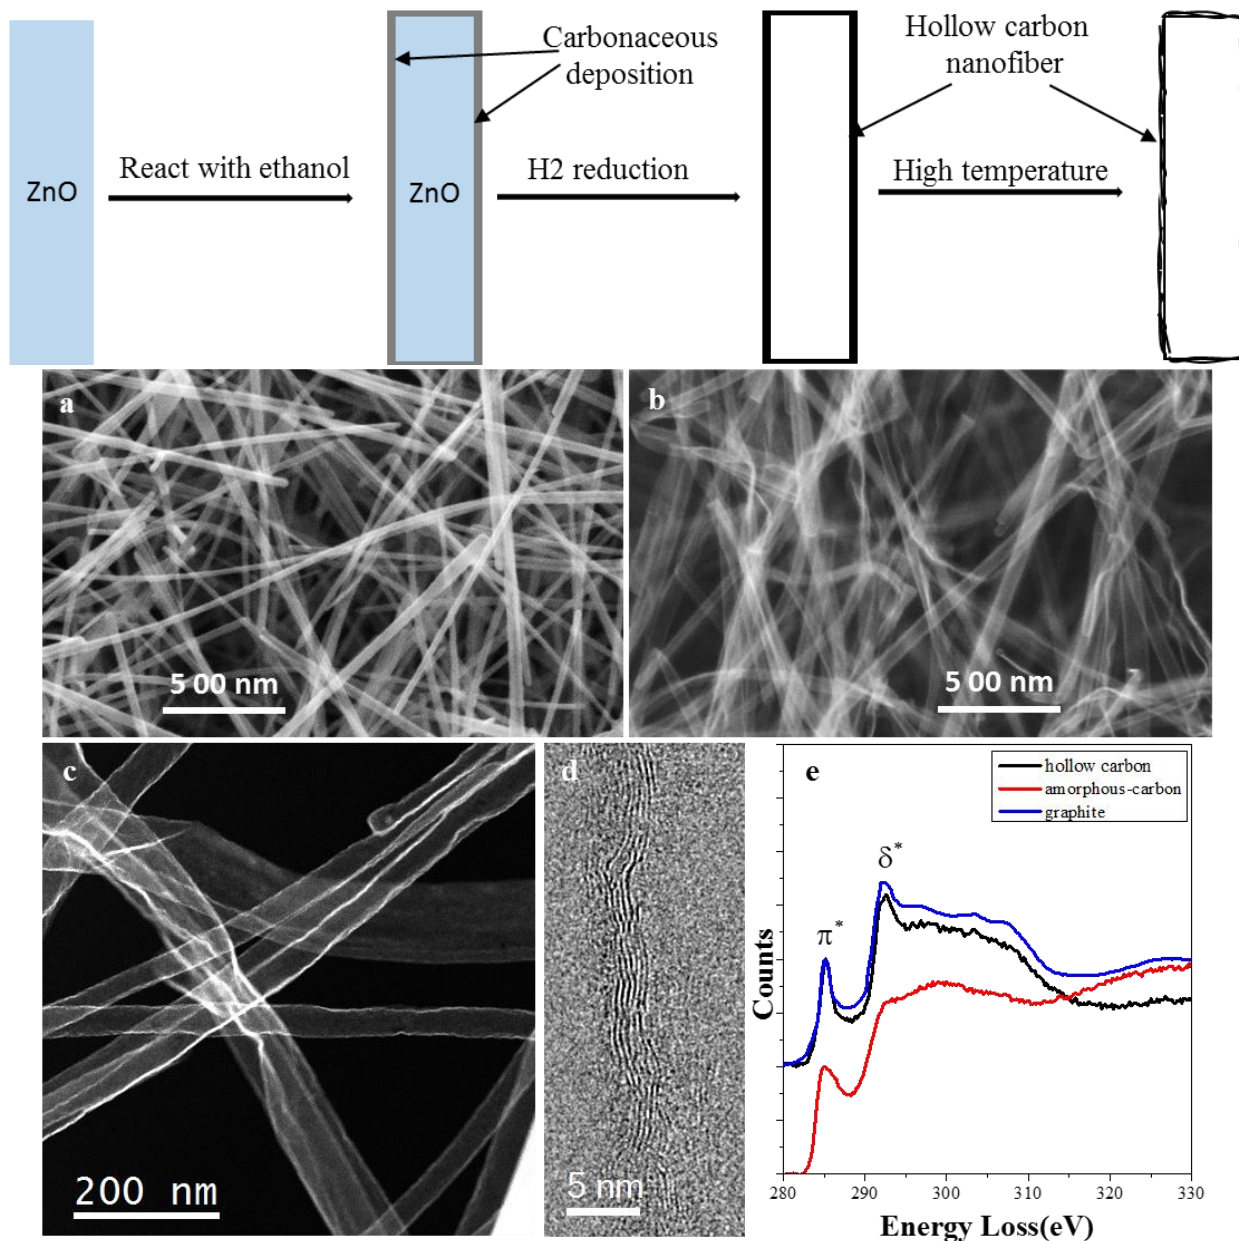 ZnO
React with ethanol
Carbonaceous
deposition
ZnO
H2 reduction
Hollow carbon
nanofiber
High temperature
a
500 nm
b
500 nm
c
200 nm
d
5 nm
e
hollow carbon
amorphous-carbon
graphite
π*
δ*
Counts
280 290 300 310 320 330
Energy Loss(eV)